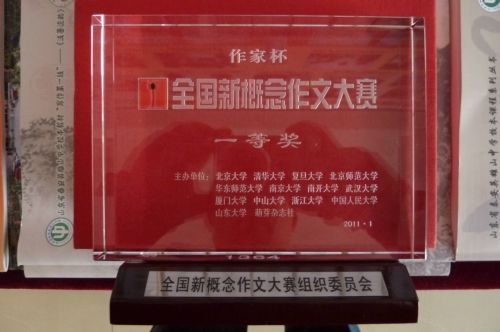 作家杯
全国新概念作文大赛
一等奖
主办单位：北京大学 清华大学 复旦大学 北京师范大学
华东师范大学 南京大学 南开大学 武汉大学
厦门大学 中山大学 浙江大学 中国人民大学
山东大学 萌芽杂志社
2011·1
1364
全国新概念作文大赛组织委员会